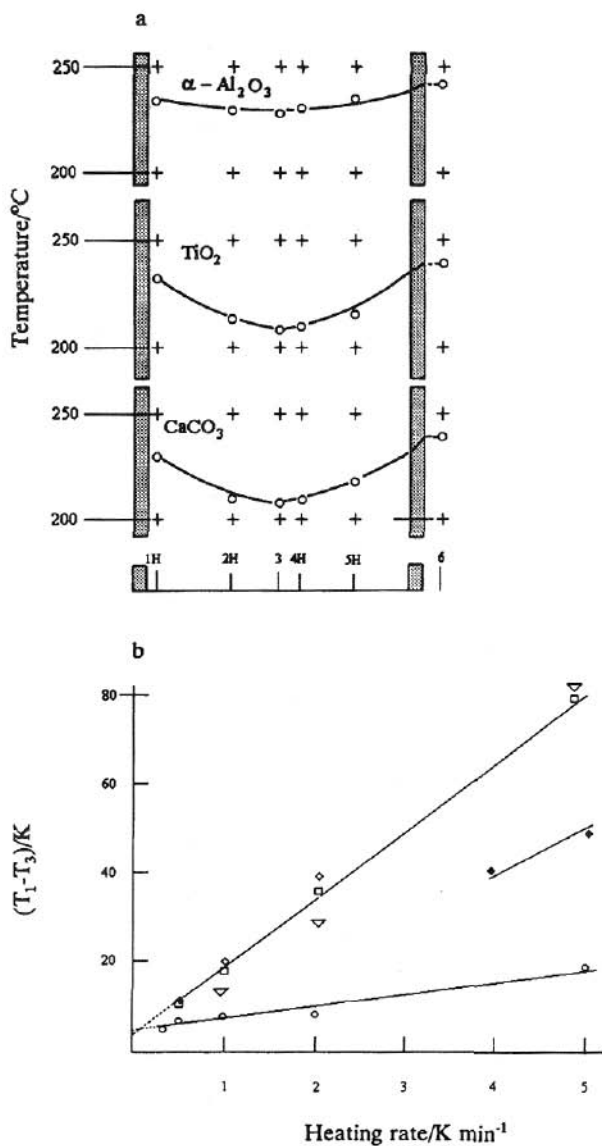 a
250
α – Al₂O₃
200
Temperature/ºC
250
TiO₂
200
250
CaCO₃
200
1H 2H 3 4H 5H 6
b
80
60
(T₁-T₃)/K
40
20
1 2 3 4 5
Heating rate/K min⁻¹